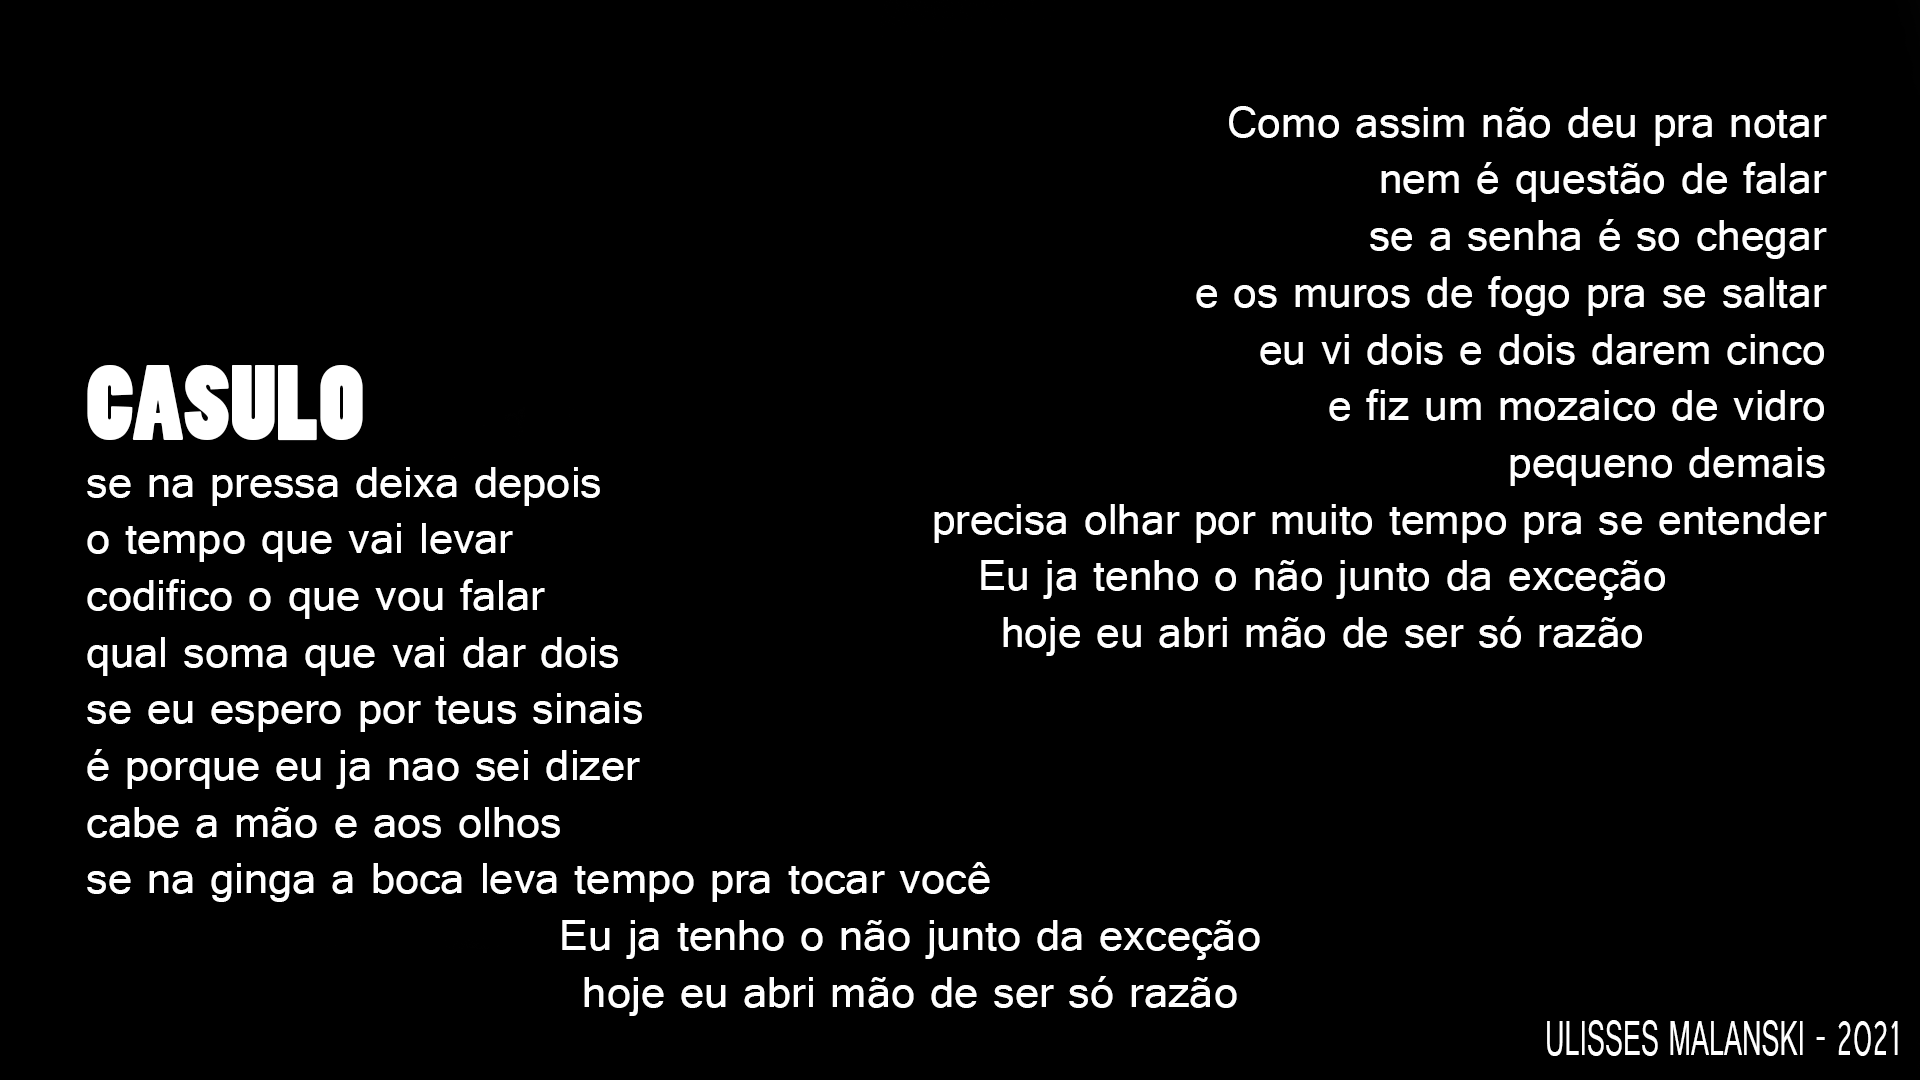 CASULO
se na pressa deixa depois
o tempo que vai levar
codifico o que vou falar
qual soma que vai dar dois
se eu espero por teus sinais
é porque eu ja nao sei dizer
cabe a mão e aos olhos
se na ginga a boca leva tempo pra tocar você
Eu ja tenho o não junto da exceção
hoje eu abri mão de ser só razão
Como assim não deu pra notar
nem é questão de falar
se a senha é so chegar
e os muros de fogo pra se saltar
eu vi dois e dois darem cinco
e fiz um mozaico de vidro
pequeno demais
precisa olhar por muito tempo pra se entender
Eu ja tenho o não junto da exceção
hoje eu abri mão de ser só razão
ULISSES MALANSKI - 2021